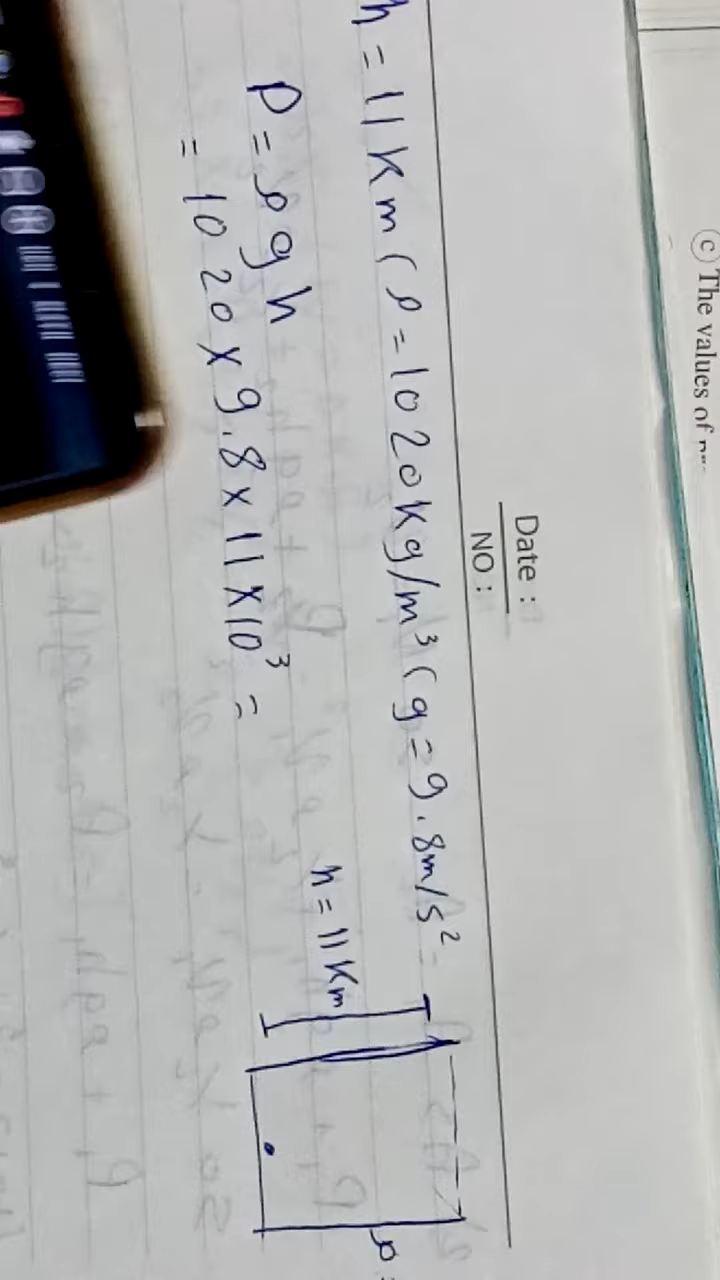 c The values of
Date :
NO :
h = 11 Km ( ρ = 1020 kg/m³ ( g = 9.8 m/s²
P = ρ g h
= 1020 x 9.8 x 11 x 10³ =
h = 11 Km
ρ :